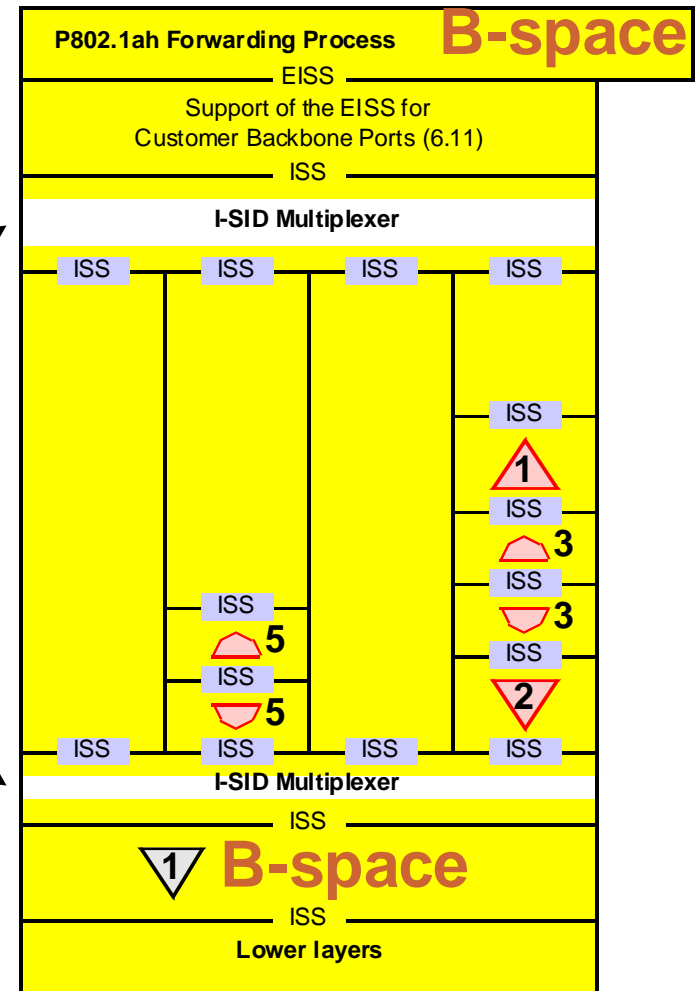 P802.1ah Forwarding Process B-space
EISS
Support of the EISS for
Customer Backbone Ports (6.11)
ISS
I-SID Multiplexer
ISS ISS ISS ISS
ISS
1
ISS
3
ISS
3
ISS
ISS
5
ISS
2
5
ISS ISS ISS ISS
I-SID Multiplexer
ISS
1 B-space
ISS
Lower layers